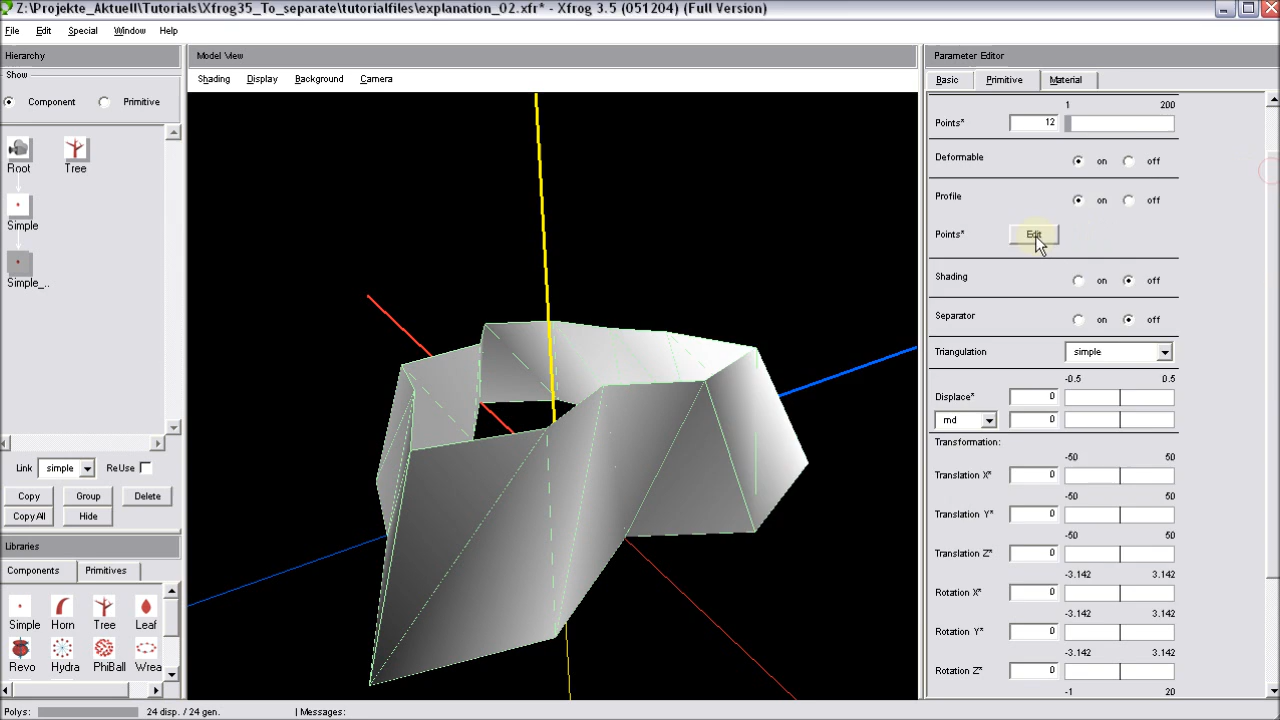 Z:\Projekte_Aktuell\Tutorials\Xfrog35_To_separate\tutorialfiles\explanation_02.xfr* - Xfrog 3.5 (051204) (Full Version)
File Edit Special Window Help
Hierarchy
Show
Component Primitive
Root Tree
Simple
Simple_..
Link simple ReUse
Copy Group Delete
Copy All Hide
Libraries
Components Primitives
Simple Horn Tree Leaf
Revo Hydra PhiBall Wrea
Model View
Shading Display Background Camera
Parameter Editor
Basic Primitive Material
1 200
Points* 12
Deformable on off
Profile on off
Points* Edit
Shading on off
Separator on off
Triangulation simple
-0.5 0.5
Displace* 0
rnd 0
Transformation:
-50 50
Translation X* 0
-50 50
Translation Y* 0
-50 50
Translation Z* 0
-3.142 3.142
Rotation X* 0
-3.142 3.142
Rotation Y* 0
-3.142 3.142
Rotation Z* 0
-1 20
Polys: 24 disp. / 24 gen. | Messages: